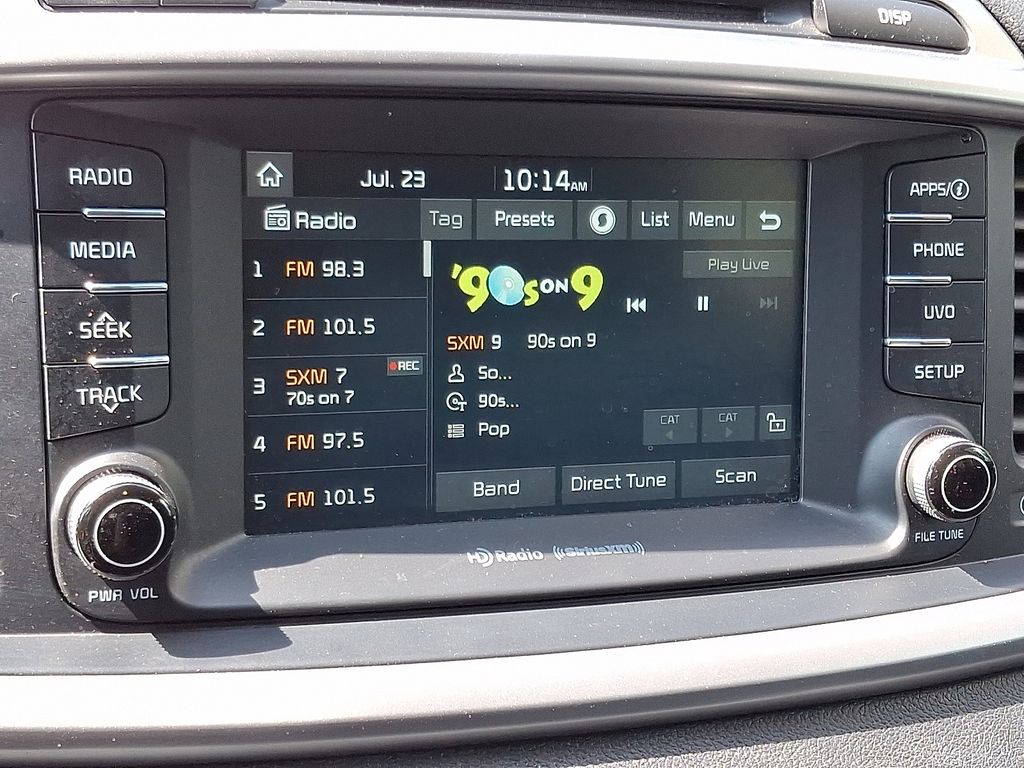 DISP
RADIO
MEDIA
SEEK
TRACK
PWR VOL
Jul. 23 10:14AM
Radio Tag Presets List Menu
1 FM 98.3
2 FM 101.5
3 SXM 7 REC
70s on 7
4 FM 97.5
5 FM 101.5
Play Live
'90s ON 9
SXM 9 90s on 9
So...
90s...
Pop
CAT CAT
Band Direct Tune Scan
HD Radio ((SiriusXM))
APPS/i
PHONE
UVO
SETUP
FILE TUNE